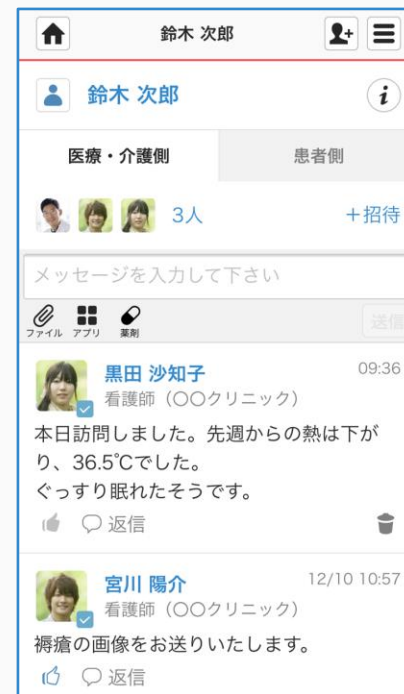 鈴木 次郎
鈴木 次郎
医療・介護側 患者側
3人 +招待
メッセージを入力して下さい
ファイル アプリ 薬剤 送信
黒田 沙知子 09:36
看護師（〇〇クリニック）
本日訪問しました。先週からの熱は下が
り、36.5℃でした。
ぐっすり眠れたそうです。
返信
宮川 陽介 12/10 10:57
看護師（〇〇クリニック）
褥瘡の画像をお送りいたします。
返信